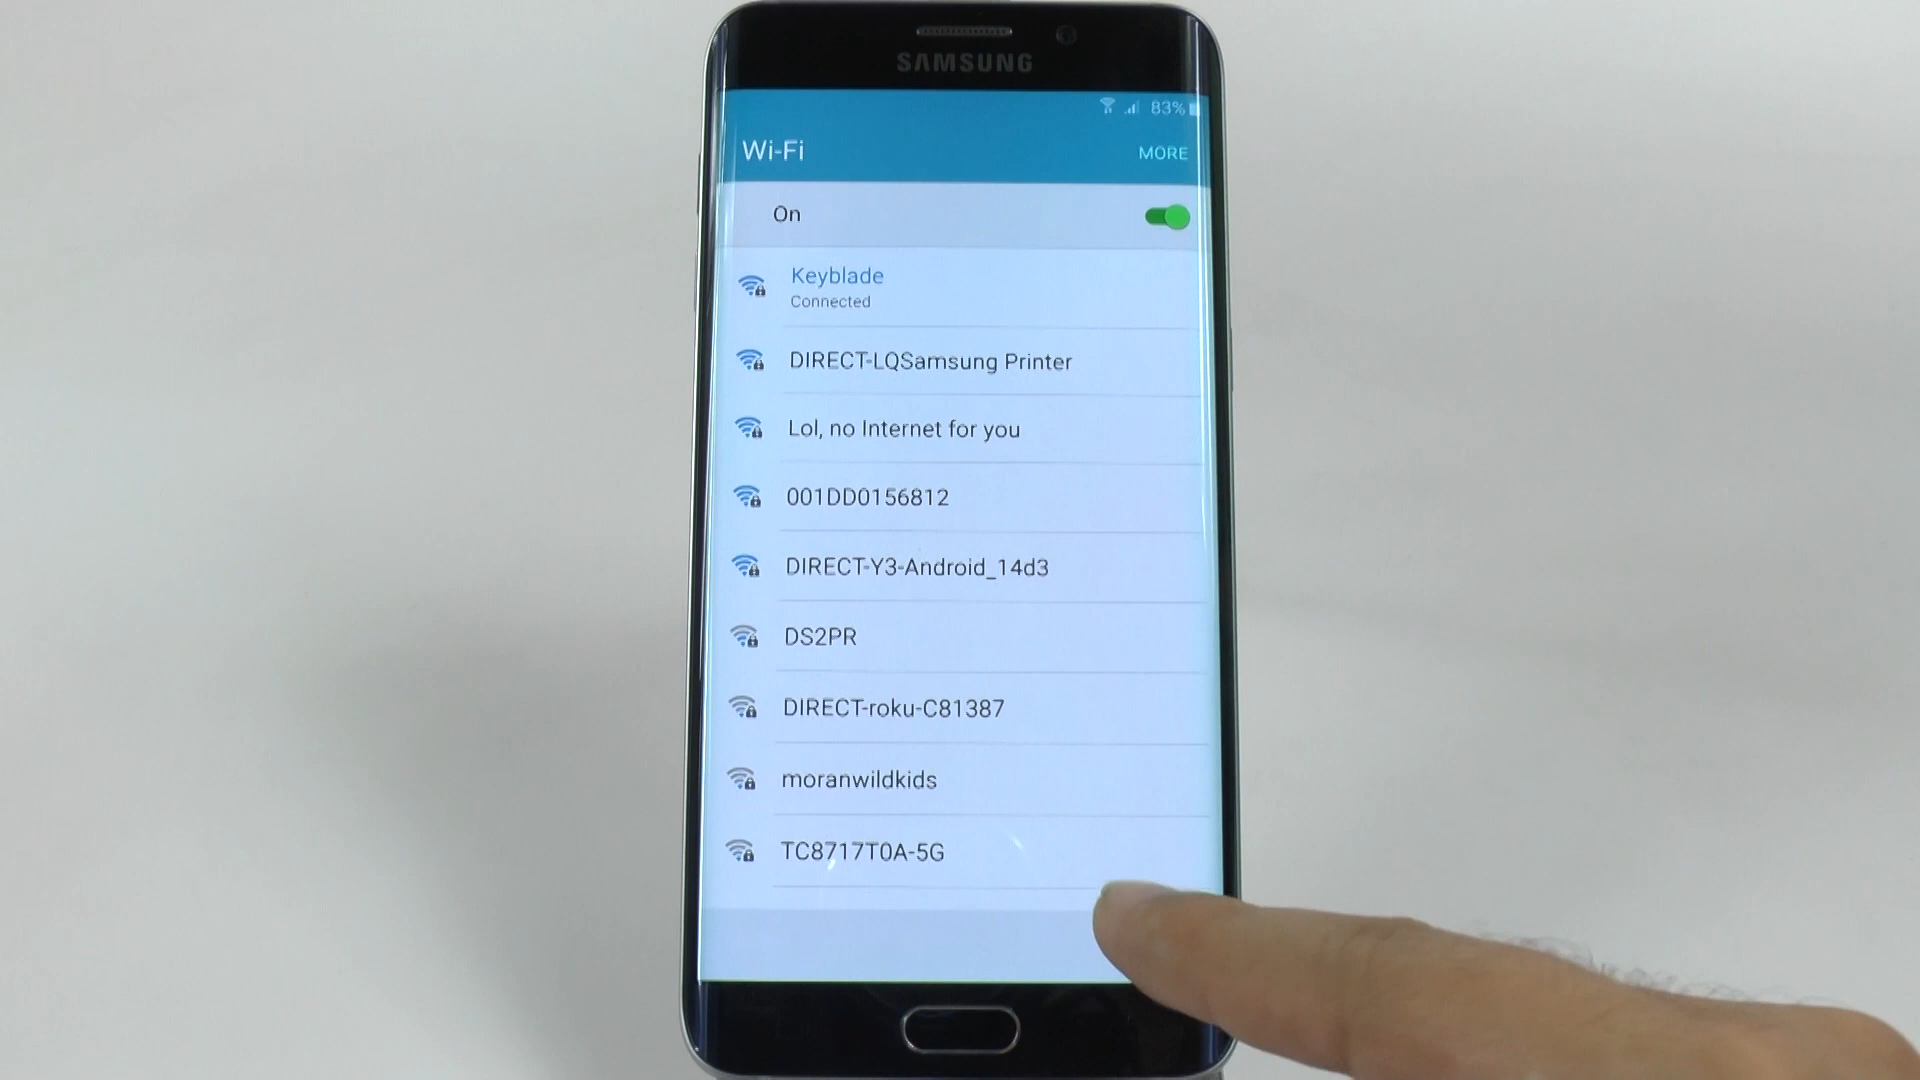 SAMSUNG
83%
Wi-Fi MORE
On
Keyblade
Connected
DIRECT-LQSamsung Printer
Lol, no Internet for you
001DD0156812
DIRECT-Y3-Android_14d3
DS2PR
DIRECT-roku-C81387
moranwildkids
TC8717T0A-5G